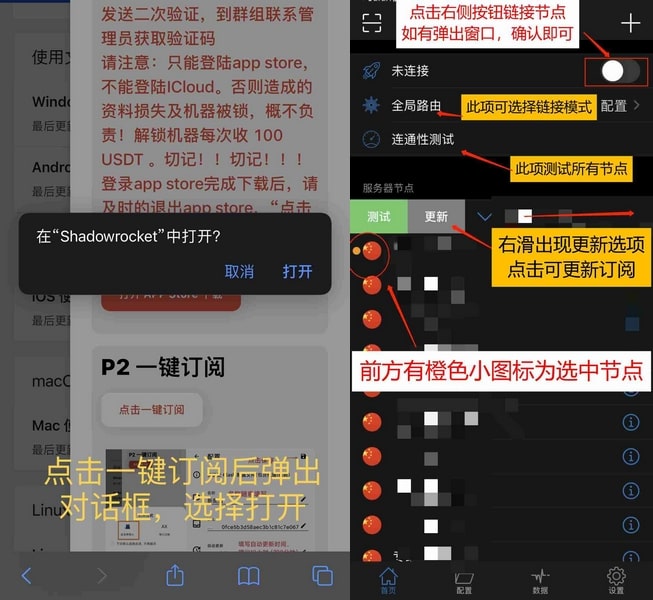 发送二次验证，到群组联系管
理员获取验证码
请注意：只能登陆app store，
不能登陆ICloud。否则造成的
资料损失及机器被锁，概不负
责！解锁机器每次收 100
USDT 。切记！！切记！！！
登录app store完成下载后，请
及时的退出app store。“点击
使用文
Windo
最后更新
Andro
最后更新
在“Shadowrocket”中打开?
取消
打开
iOS 使
最后更新
打开 APP Store 下载
P2 一键订阅
点击一键订阅
macO
Mac 使
最后更新
Linu
点击一键订阅后弹出
对话框，选择打开
点击右侧按钮链接节点
如有弹出窗口，确认即可
未连接
全局路由
此项可选择链接模式
配置
连通性测试
此项测试所有节点
服务器节点
测试
更新
右滑出现更新选项
点击可更新订阅
前方有橙色小图标为选中节点
首页
配置
数据
设置